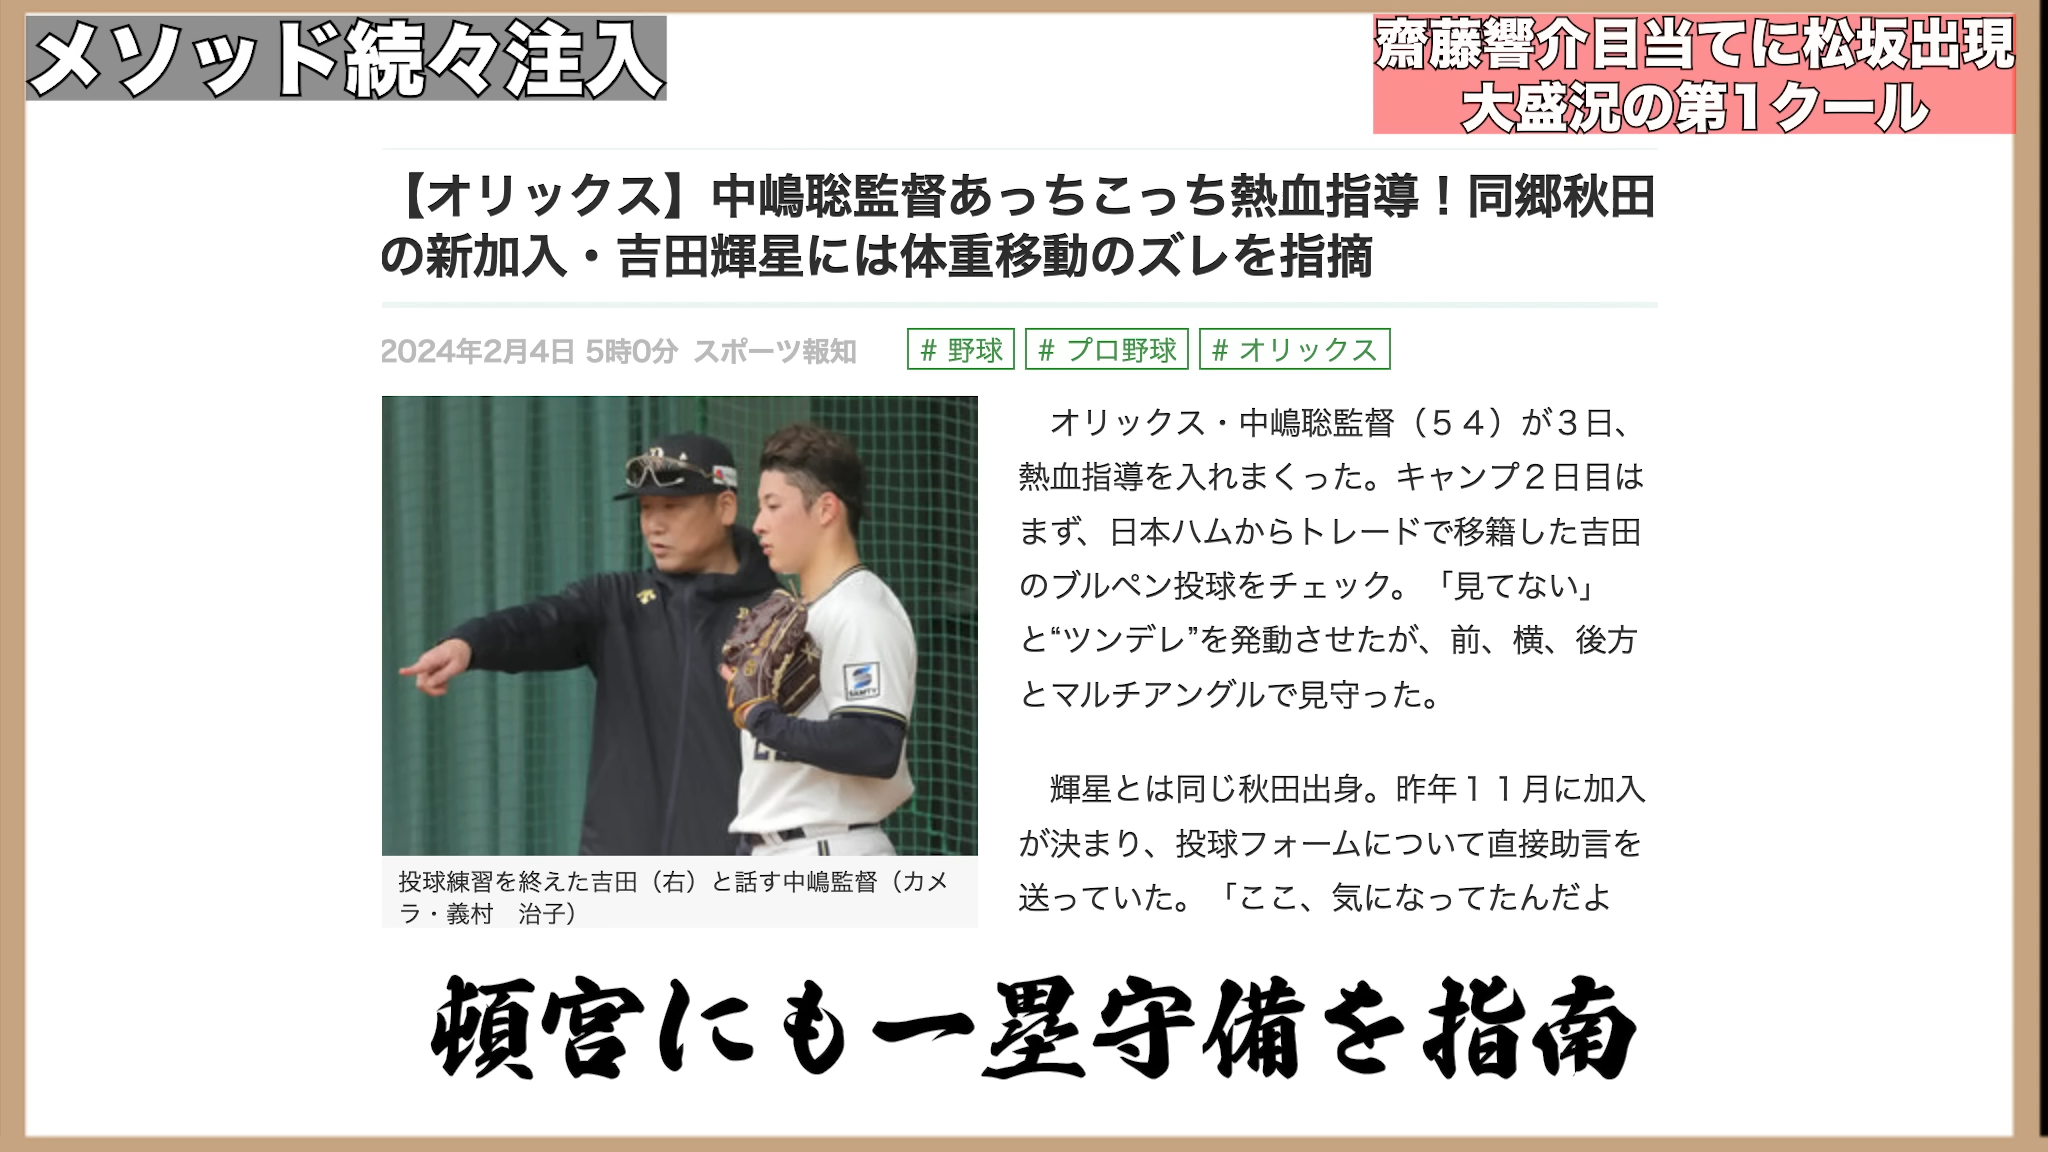 メソッド続々注入
齋藤響介目当てに松坂出現
大盛況の第1クール
【オリックス】中嶋聡監督あっちこっち熱血指導！同郷秋田
の新加入・吉田輝星には体重移動のズレを指摘
2024年2月4日 5時0分 スポーツ報知
# 野球
# プロ野球
# オリックス
オリックス・中嶋聡監督（５４）が３日、
熱血指導を入れまくった。キャンプ２日目は
まず、日本ハムからトレードで移籍した吉田
のブルペン投球をチェック。「見てない」
と“ツンデレ”を発動させたが、前、横、後方
とマルチアングルで見守った。
輝星とは同じ秋田出身。昨年１１月に加入
が決まり、投球フォームについて直接助言を
送っていた。「ここ、気になってたんだよ
SAMTY
投球練習を終えた吉田（右）と話す中嶋監督（カメ
ラ・義村　治子）
頓宮にも一塁守備を指南